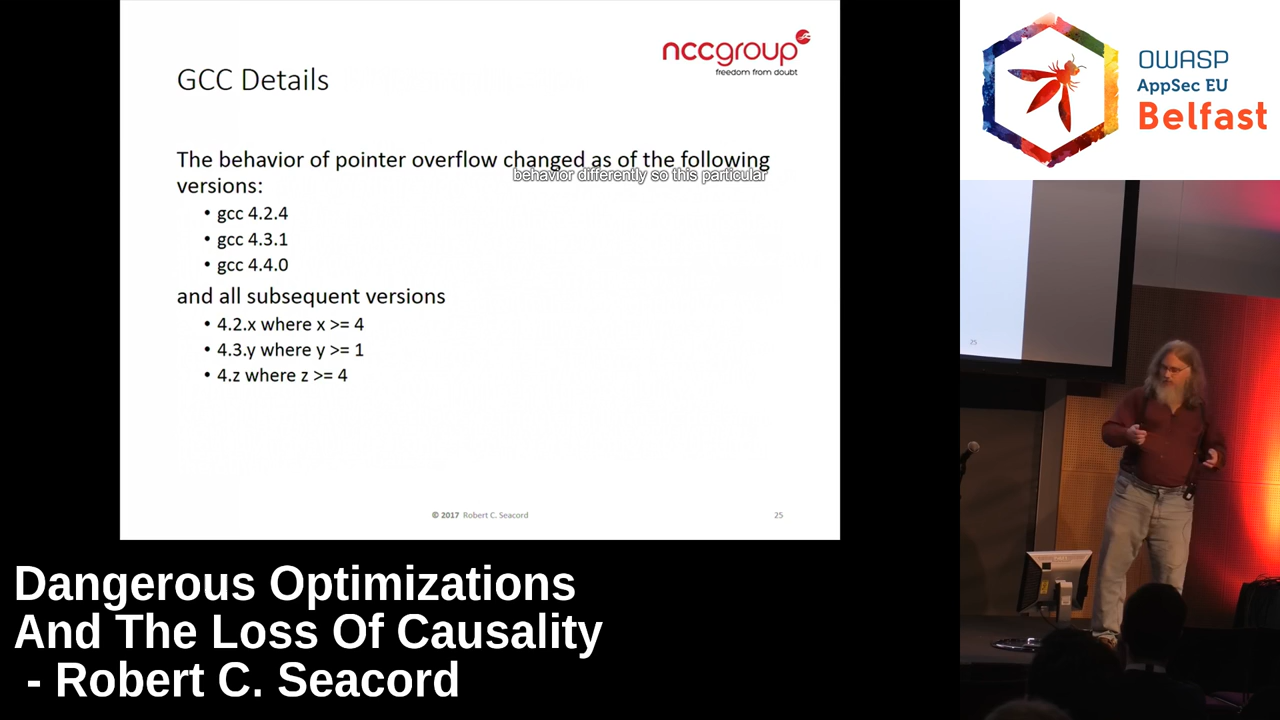 nccgroup
freedom from doubt
GCC Details
The behavior of pointer overflow changed as of the following
versions:
behavior differently so this particular
• gcc 4.2.4
• gcc 4.3.1
• gcc 4.4.0
and all subsequent versions
• 4.2.x where x >= 4
• 4.3.y where y >= 1
• 4.z where z >= 4
© 2017 Robert C. Seacord
25
OWASP
AppSec EU
Belfast
25
Dangerous Optimizations
And The Loss Of Causality
- Robert C. Seacord